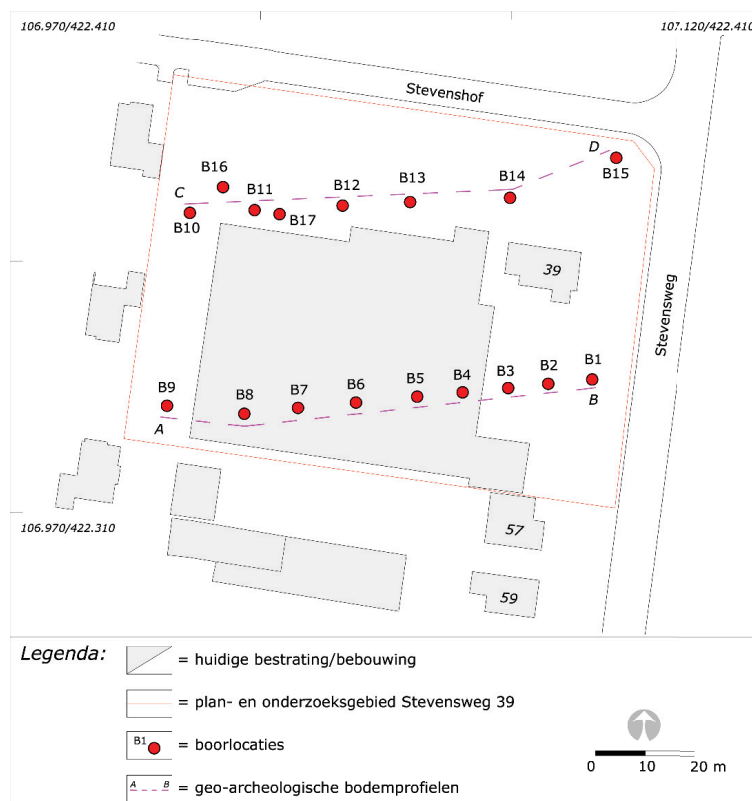 106.970/422.410
107.120/422.410
Stevenshof
D
B15
B16
B13
B14
B12
C
B11
B17
B10
39
Stevensweg
B1
B2
B3
B4
B5
B6
B7
B8
B9
B
A
106.970/422.310
57
59
Legenda:
= huidige bestrating/bebouwing
= plan- en onderzoeksgebied Stevensweg 39
B1 = boorlocaties
A B = geo-archeologische bodemprofielen
0 10 20 m